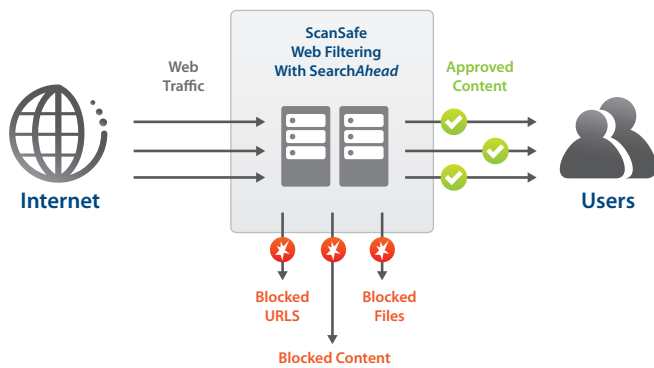 ScanSafe
Web Filtering
With SearchAhead
Web
Traffic
Approved
Content
Internet
Users
Blocked
URLS
Blocked
Files
Blocked Content